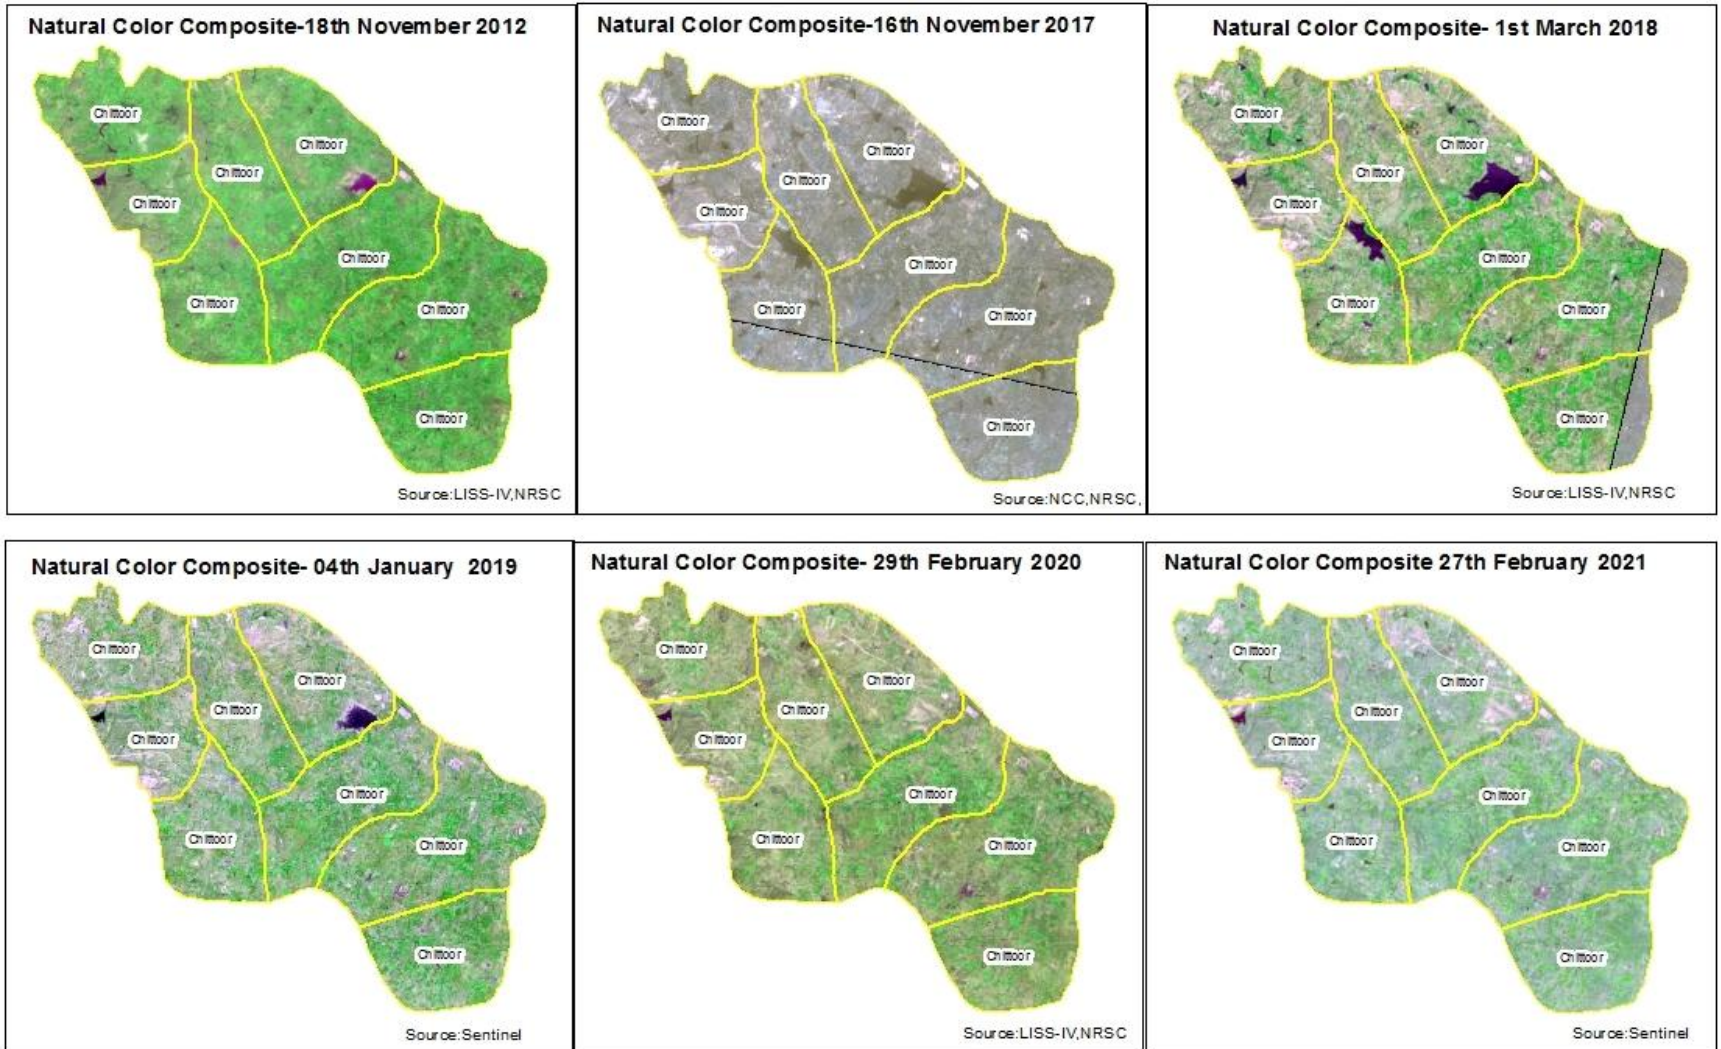 Natural Color Composite-18th November 2012
Chittoor
Chittoor
Chittoor
Chittoor
Chittoor
Chittoor
Chittoor
Chittoor
Source:LISS-IV,NRSC
Natural Color Composite-16th November 2017
Chittoor
Chittoor
Chittoor
Chittoor
Chittoor
Chittoor
Chittoor
Chittoor
Source:NCC,NRSC,
Natural Color Composite- 1st March 2018
Chittoor
Chittoor
Chittoor
Chittoor
Chittoor
Chittoor
Chittoor
Chittoor
Source:LISS-IV,NRSC
Natural Color Composite- 04th January 2019
Chittoor
Chittoor
Chittoor
Chittoor
Chittoor
Chittoor
Chittoor
Chittoor
Source:Sentinel
Natural Color Composite- 29th February 2020
Chittoor
Chittoor
Chittoor
Chittoor
Chittoor
Chittoor
Chittoor
Chittoor
Source:LISS-IV,NRSC
Natural Color Composite 27th February 2021
Chittoor
Chittoor
Chittoor
Chittoor
Chittoor
Chittoor
Chittoor
Chittoor
Source:Sentinel